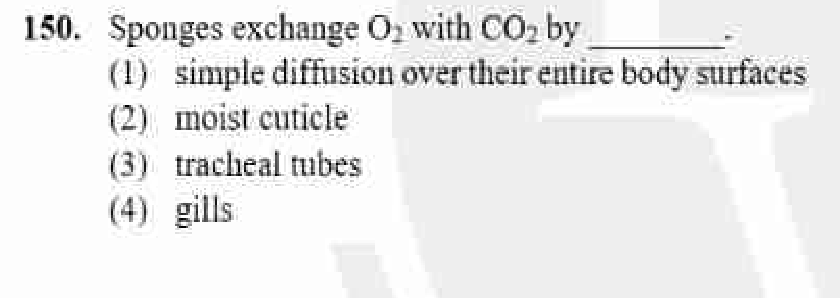 150. Sponges exchange O₂ with CO₂ by ________.
(1) simple diffusion over their entire body surfaces
(2) moist cuticle
(3) tracheal tubes
(4) gills